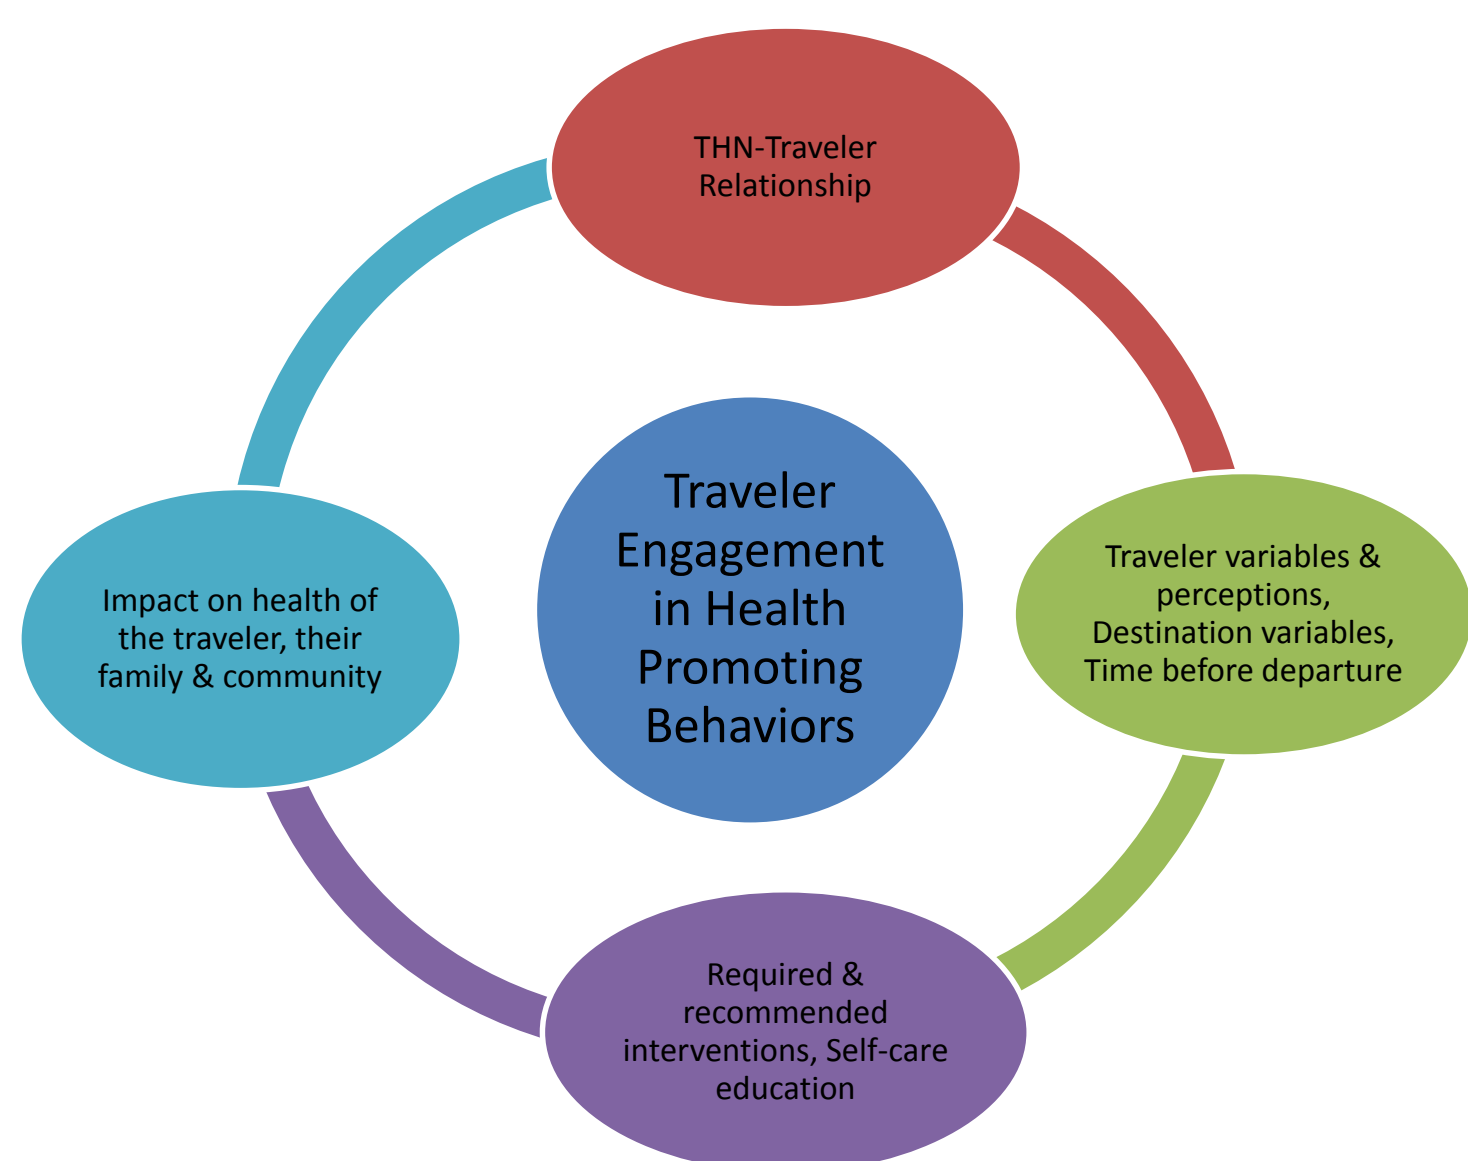 THN-Traveler
Relationship
Traveler
Engagement
in Health
Promoting
Behaviors
Traveler variables &
perceptions,
Destination variables,
Time before departure
Impact on health of
the traveler, their
family & community
Required &
recommended
interventions, Self-care
education